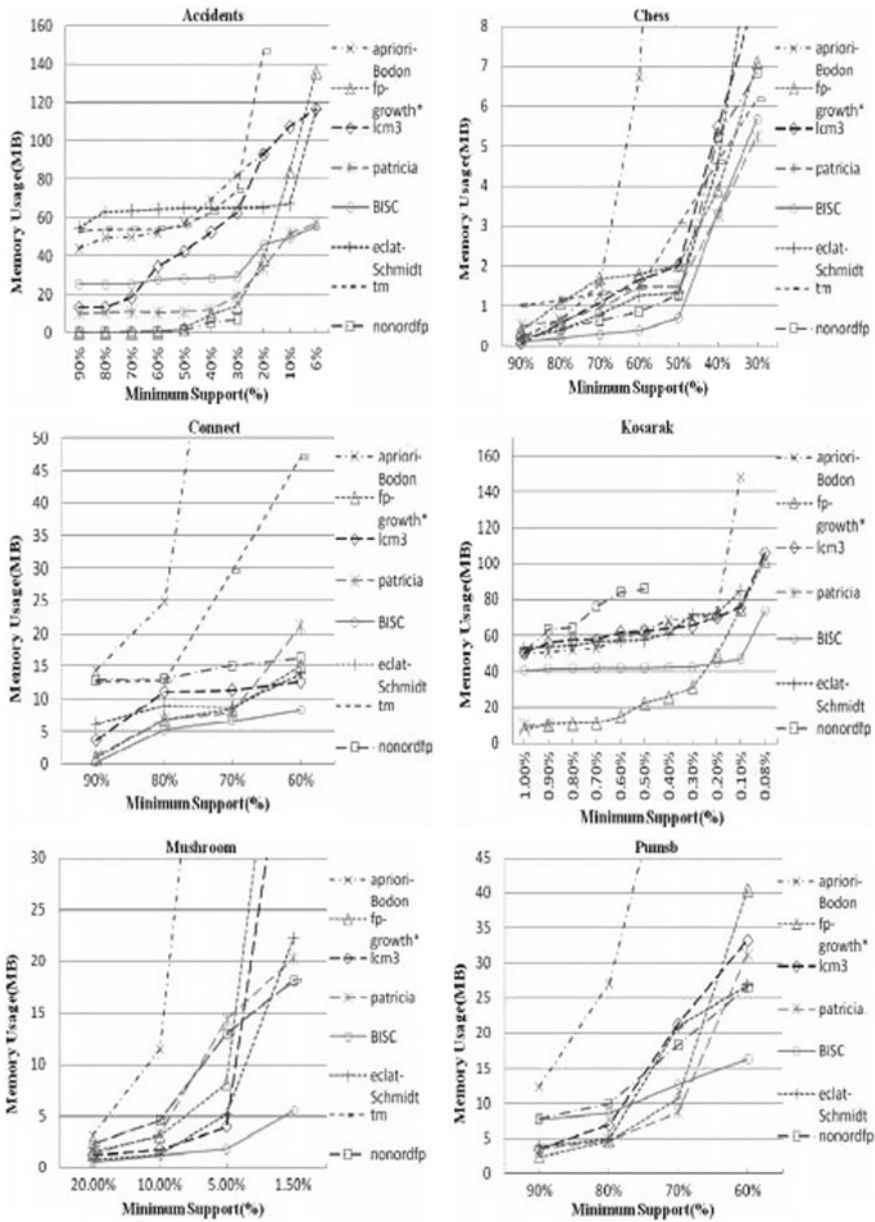 Accidents
Memory Usage(MB)
160
140
120
100
80
60
40
20
0
90%
80%
70%
60%
50%
40%
30%
20%
10%
6%
Minimum Support(%)
apriori-
Bodon
fp-
growth*
lcm3
patricia
BISC
eclat-
Schmidt
tm
nonordfp
Chess
Memory Usage(MB)
8
7
6
5
4
3
2
1
0
90%
80%
70%
60%
50%
40%
30%
Minimum Support(%)
apriori-
Bodon
fp-
growth*
lcm3
patricia
BISC
eclat-
Schmidt
tm
nonordfp
Connect
Memory Usage(MB)
50
45
40
35
30
25
20
15
10
5
0
90%
80%
70%
60%
Minimum Support(%)
apriori-
Bodon
fp-
growth*
lcm3
patricia
BISC
eclat-
Schmidt
tm
nonordfp
Kosarak
Memory Usage(MB)
160
140
120
100
80
60
40
20
0
1.00%
0.90%
0.80%
0.70%
0.60%
0.50%
0.40%
0.30%
0.20%
0.10%
0.08%
Minimum Support(%)
apriori-
Bodon
fp-
growth*
lcm3
patricia
BISC
eclat-
Schmidt
nonordfp
Mushroom
Memory Usage(MB)
30
25
20
15
10
5
0
20.00%
10.00%
5.00%
1.50%
Minimum Support(%)
apriori-
Bodon
fp-
growth*
lcm3
patricia
BISC
eclat-
Schmidt
tm
nonordfp
Pumsb
Memory Usage(MB)
45
40
35
30
25
20
15
10
5
0
90%
80%
70%
60%
Minimum Support(%)
apriori-
Bodon
fp-
growth*
lcm3
patricia
BISC
eclat-
Schmidt
nonordfp